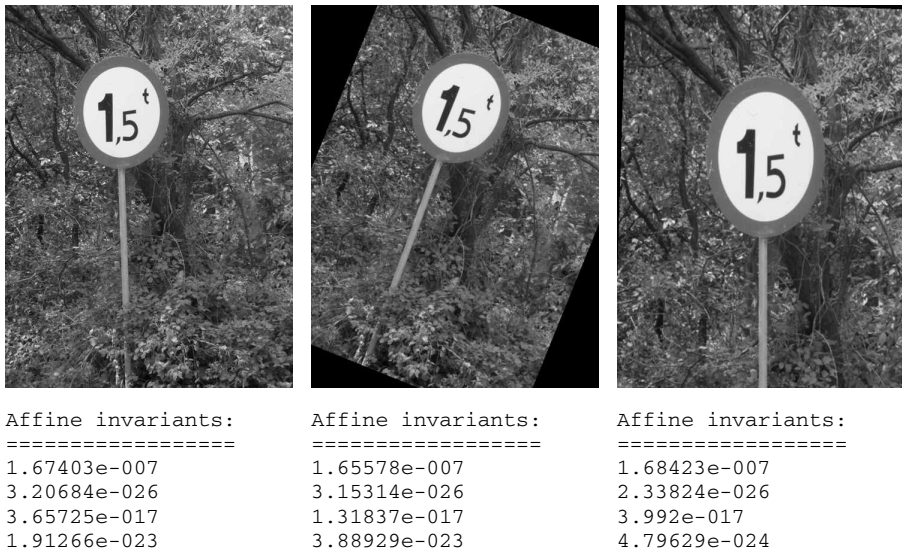 1,5 t
1,5 t
1,5 t
Affine invariants:
==================
1.67403e-007
3.20684e-026
3.65725e-017
1.91266e-023
Affine invariants:
==================
1.65578e-007
3.15314e-026
1.31837e-017
3.88929e-023
Affine invariants:
==================
1.68423e-007
2.33824e-026
3.992e-017
4.79629e-024